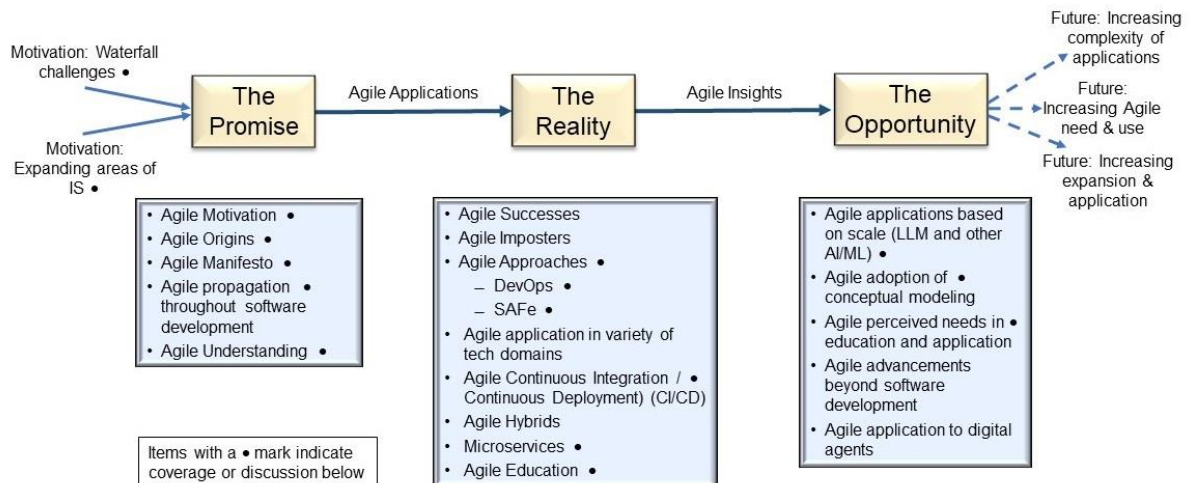 Motivation: Waterfall
challenges ●
Motivation:
Expanding areas of
IS ●
The
Promise
Agile Applications
The
Reality
Agile Insights
The
Opportunity
Future: Increasing
complexity of
applications
Future:
Increasing Agile
need & use
Future: Increasing
expansion &
application
• Agile Motivation ●
• Agile Origins ●
• Agile Manifesto ●
• Agile propagation ●
throughout software
development
• Agile Understanding ●
Items with a ● mark indicate
coverage or discussion below
• Agile Successes
• Agile Imposters
• Agile Approaches ●
– DevOps ●
– SAFe ●
• Agile application in variety of
tech domains
• Agile Continuous Integration / ●
Continuous Deployment) (CI/CD)
• Agile Hybrids
• Microservices ●
• Agile Education ●
• Agile applications based
on scale (LLM and other
AI/ML) ●
• Agile adoption of ●
conceptual modeling
• Agile perceived needs in ●
education and application
• Agile advancements
beyond software
development
• Agile application to digital
agents